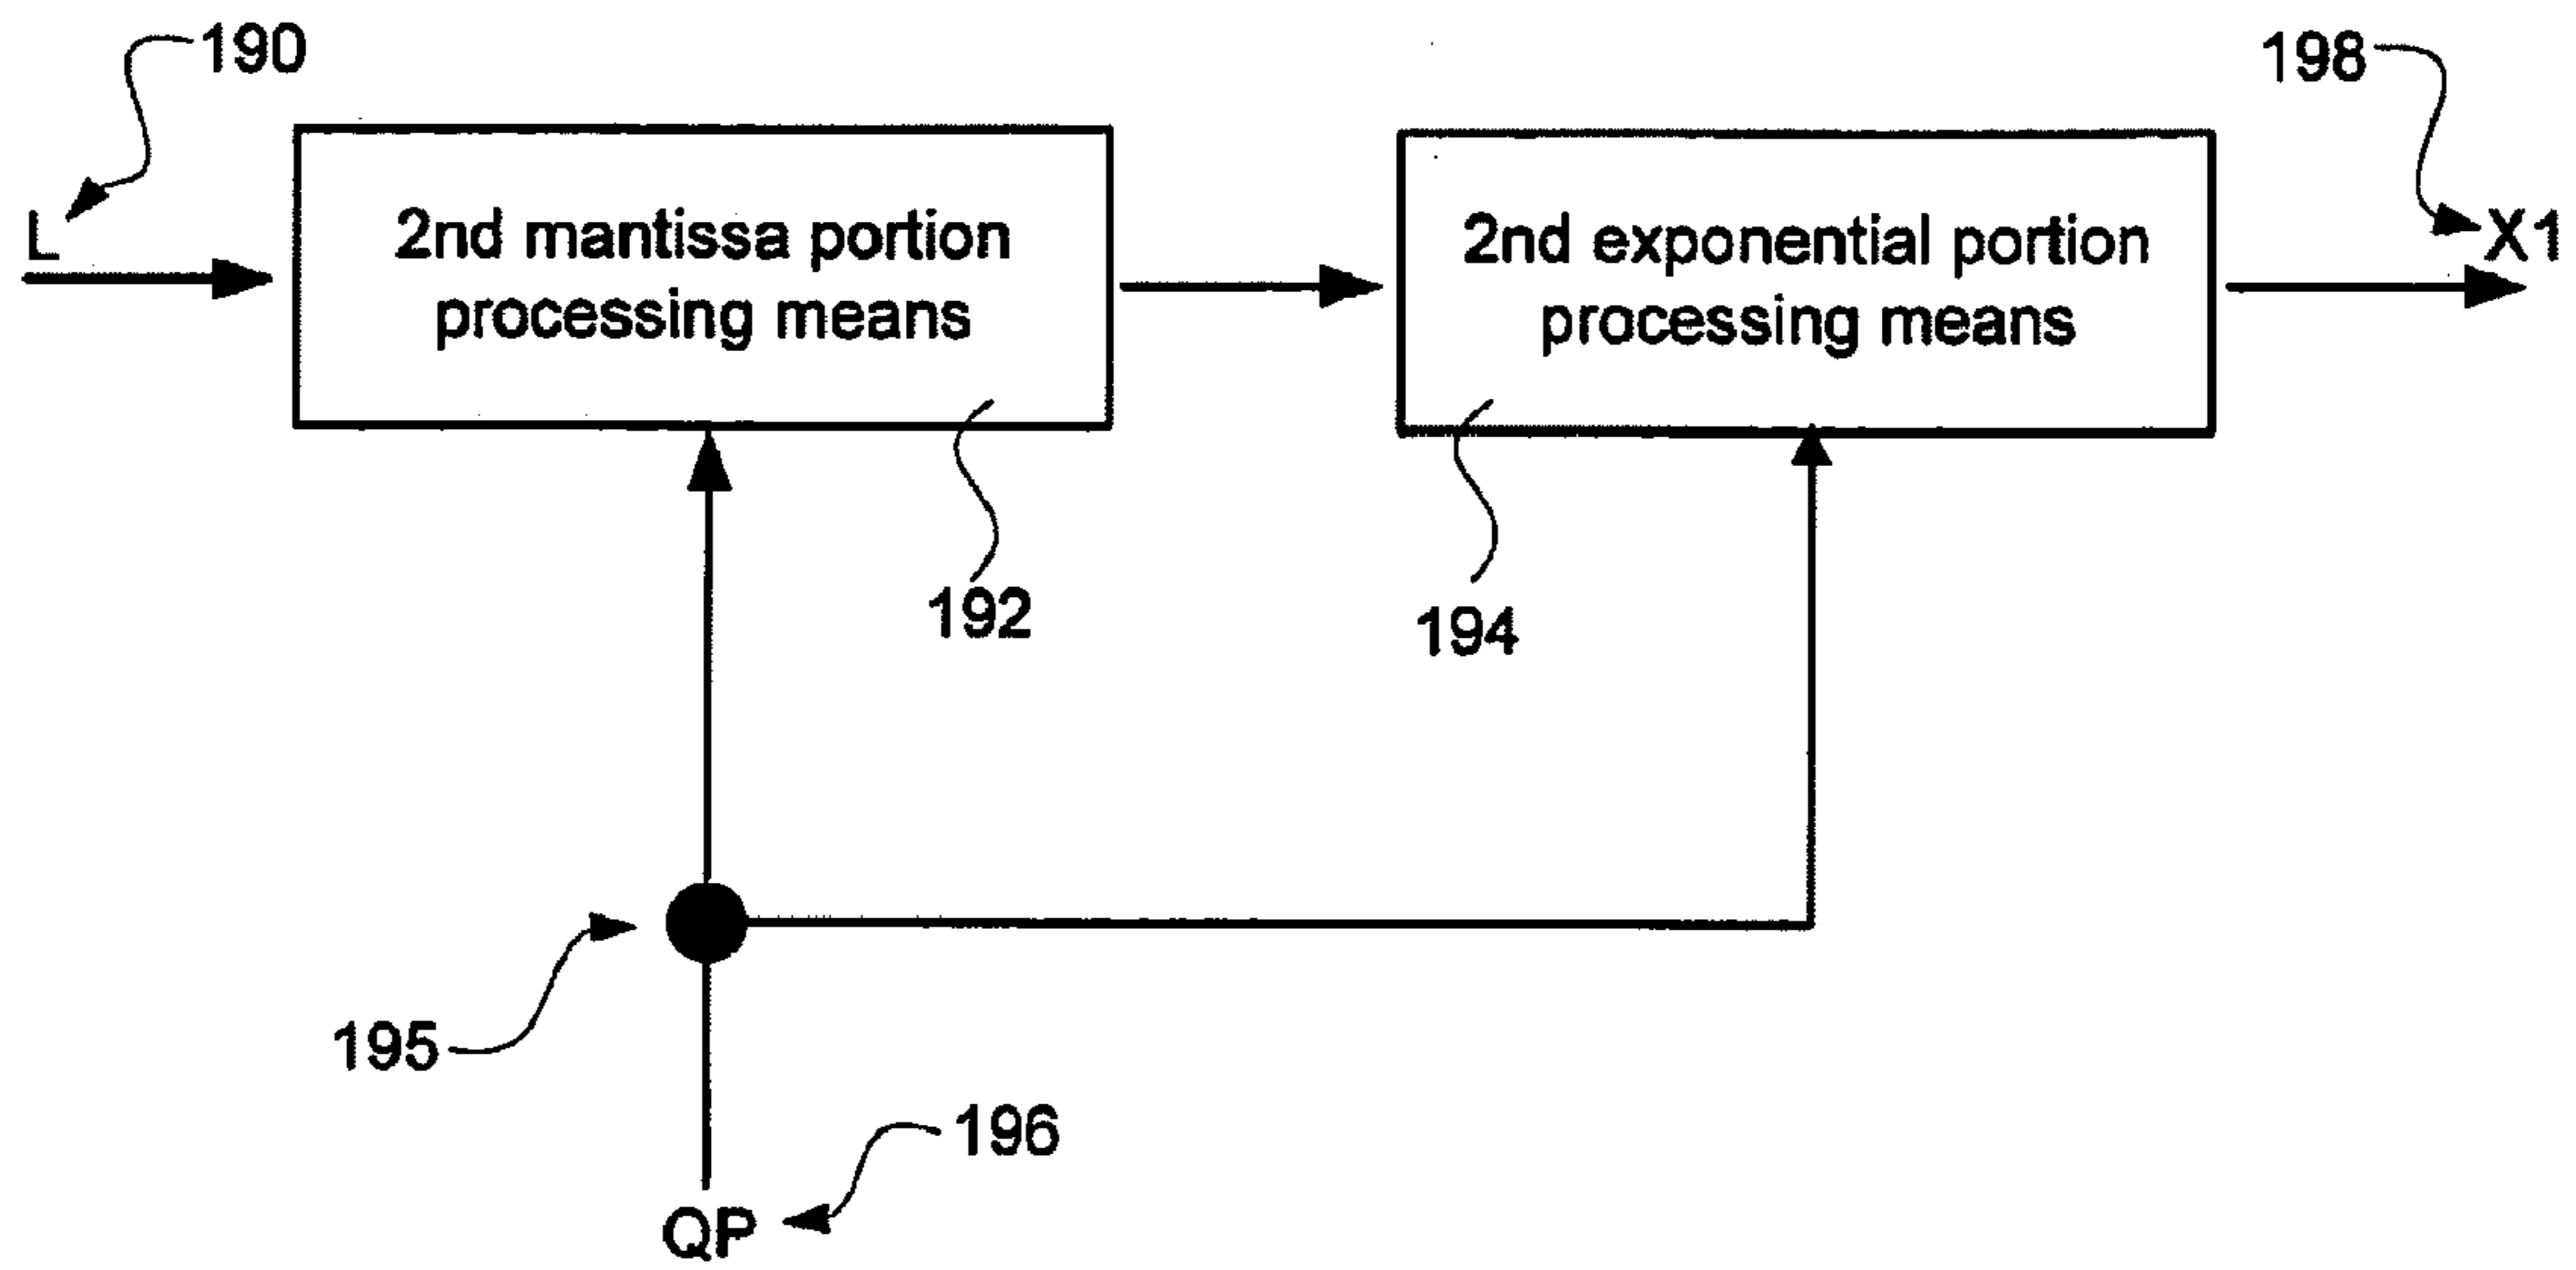 190
198
L
2nd mantissa portion
processing means
2nd exponential portion
processing means
X1
192
194
195
196
QP